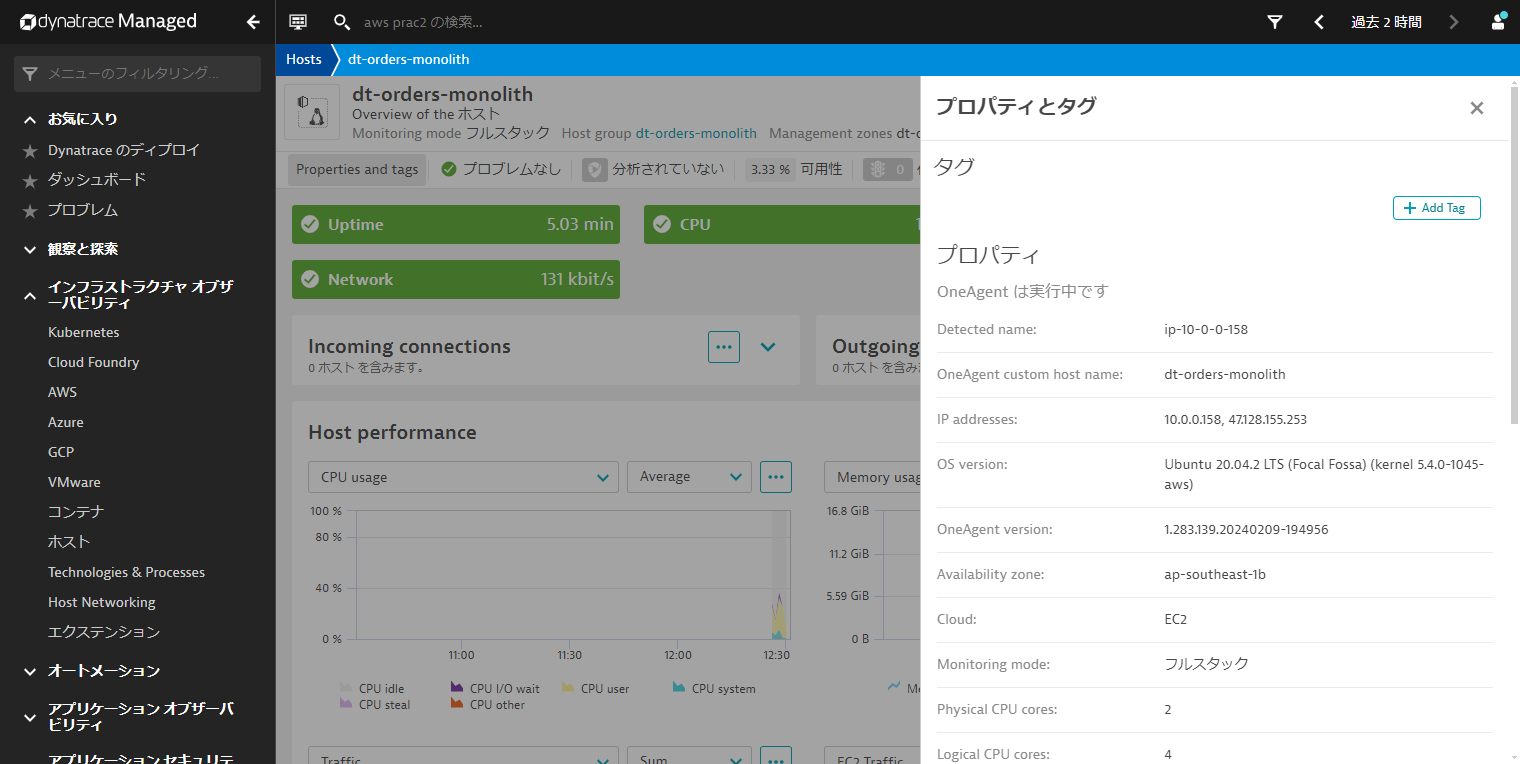 dynatrace Managed
aws prac2 の検索...
過去 2 時間
メニューのフィルタリング...
お気に入り
Dynatrace のディプロイ
ダッシュボード
プロブレム
観察と探索
インフラストラクチャ オブザ
ーバビリティ
Kubernetes
Cloud Foundry
AWS
Azure
GCP
VMware
コンテナ
ホスト
Technologies & Processes
Host Networking
エクステンション
オートメーション
アプリケーション オブザーバ
ビリティ
アプリケーション セキュリテ
Hosts
dt-orders-monolith
dt-orders-monolith
Overview of the ホスト
Monitoring mode フルスタック Host group dt-orders-monolith Management zones dt-o
Properties and tags
プロブレムなし
分析されていない
3.33 % 可用性
0
Uptime 5.03 min
CPU 1
Network 131 kbit/s
Incoming connections
0 ホスト を含みます。
Outgoing
0 ホスト を含み
Host performance
CPU usage
Average
Memory usag
100 %
80 %
40 %
0 %
11:00 11:30 12:00 12:30
16.8 GiB
11.2 GiB
5.59 GiB
0 B
CPU idle
CPU I/O wait
CPU user
CPU system
CPU steal
CPU other
Me
Traffic
Sum
EC2 Traffic
プロパティとタグ
タグ
Add Tag
プロパティ
OneAgent は実行中です
Detected name: ip-10-0-0-158
OneAgent custom host name: dt-orders-monolith
IP addresses: 10.0.0.158, 47.128.155.253
OS version: Ubuntu 20.04.2 LTS (Focal Fossa) (kernel 5.4.0-1045-
aws)
OneAgent version: 1.283.139.20240209-194956
Availability zone: ap-southeast-1b
Cloud: EC2
Monitoring mode: フルスタック
Physical CPU cores: 2
Logical CPU cores: 4